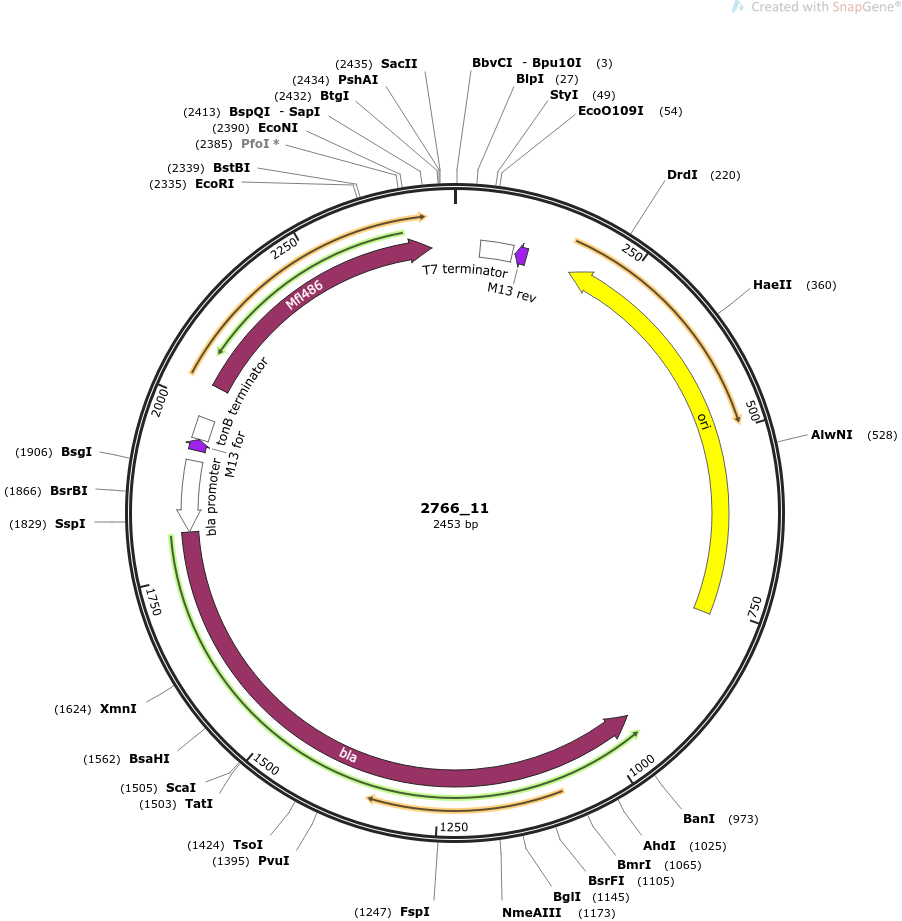 Created with SnapGene®
(2435) SacII
(2434) PshAI
(2432) BtgI
(2413) BspQI - SapI
(2390) EcoNI
(2385) PfoI *
(2339) BstBI
(2335) EcoRI
BbvCI - Bpu10I (3)
BlpI (27)
StyI (49)
EcoO109I (54)
DrdI (220)
HaeII (360)
AlwNI (528)
BanI (973)
AhdI (1025)
BmrI (1065)
BsrFI (1105)
BglI (1145)
NmeAIII (1173)
(1247) FspI
(1395) PvuI
(1424) TsoI
(1503) TatI
(1505) ScaI
(1562) BsaHI
(1624) XmnI
(1829) SspI
(1866) BsrBI
(1906) BsgI
250
500
750
1000
1250
1500
1750
2000
2250
T7 terminator
M13 rev
ori
bla
bla promoter
M13 for
tonB terminator
Mfl486
2766_11
2453 bp